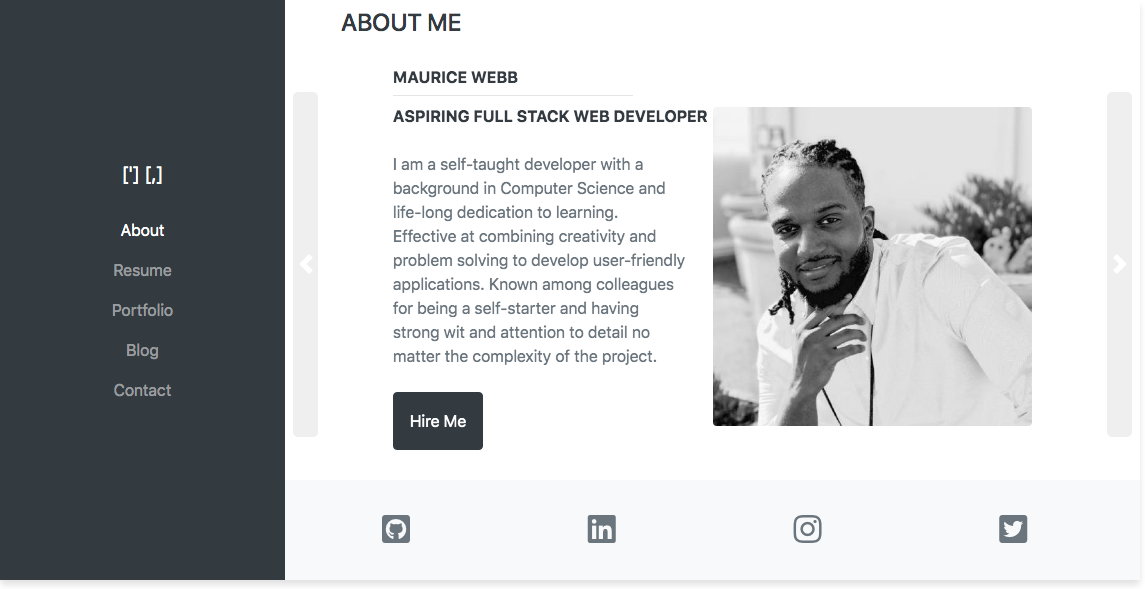 ABOUT ME
MAURICE WEBB
ASPIRING FULL STACK WEB DEVELOPER
I am a self-taught developer with a
background in Computer Science and
life-long dedication to learning.
Effective at combining creativity and
problem solving to develop user-friendly
applications. Known among colleagues
for being a self-starter and having
strong wit and attention to detail no
matter the complexity of the project.
Hire Me
['] [,]
About
Resume
Portfolio
Blog
Contact
in